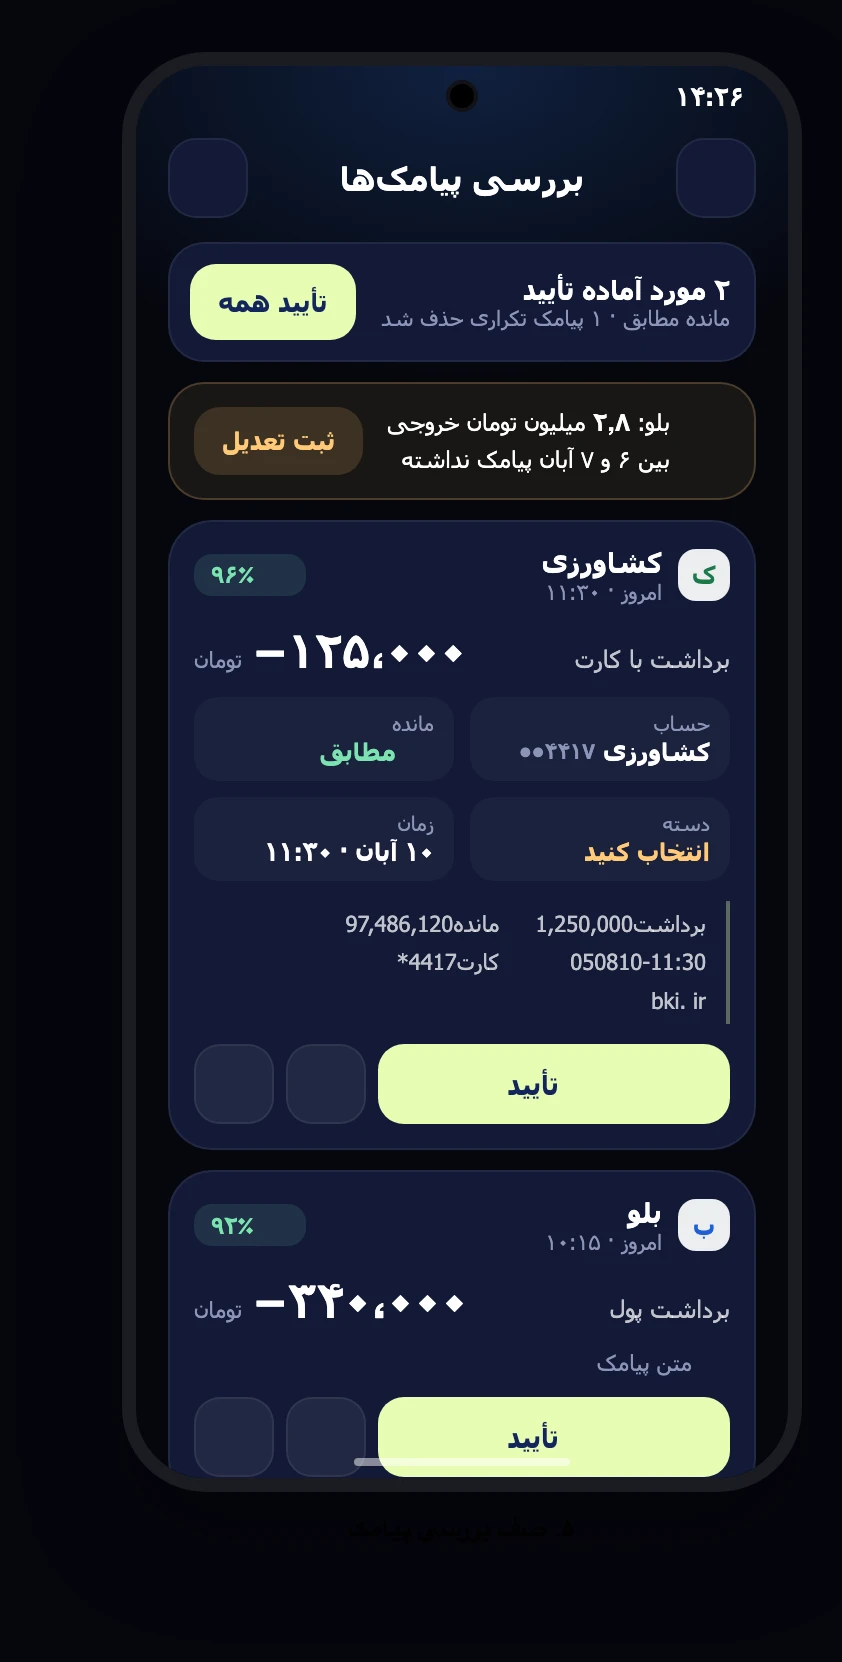 ۱۴:۲۶
بررسی پیامک‌ها
۲ مورد آماده تأیید
مانده مطابق · ۱ پیامک تکراری حذف شد
تأیید همه
بلو: ۲٫۸ میلیون تومان خروجی
بین ۶ و ۷ آبان پیامک نداشته
ثبت تعدیل
ک
کشاورزی
امروز · ۱۱:۳۰
۹۶٪
برداشت با کارت
−۱۲۵،۰۰۰ تومان
حساب
کشاورزی ۴۴۱۷••
مانده
مطابق
دسته
انتخاب کنید
زمان
۱۰ آبان · ۱۱:۳۰
برداشت1,250,000
مانده97,486,120
050810-11:30
کارت4417*
bki. ir
تأیید
ب
بلو
امروز · ۱۰:۱۵
۹۲٪
برداشت پول
−۳۴۰،۰۰۰ تومان
متن پیامک
تأیید